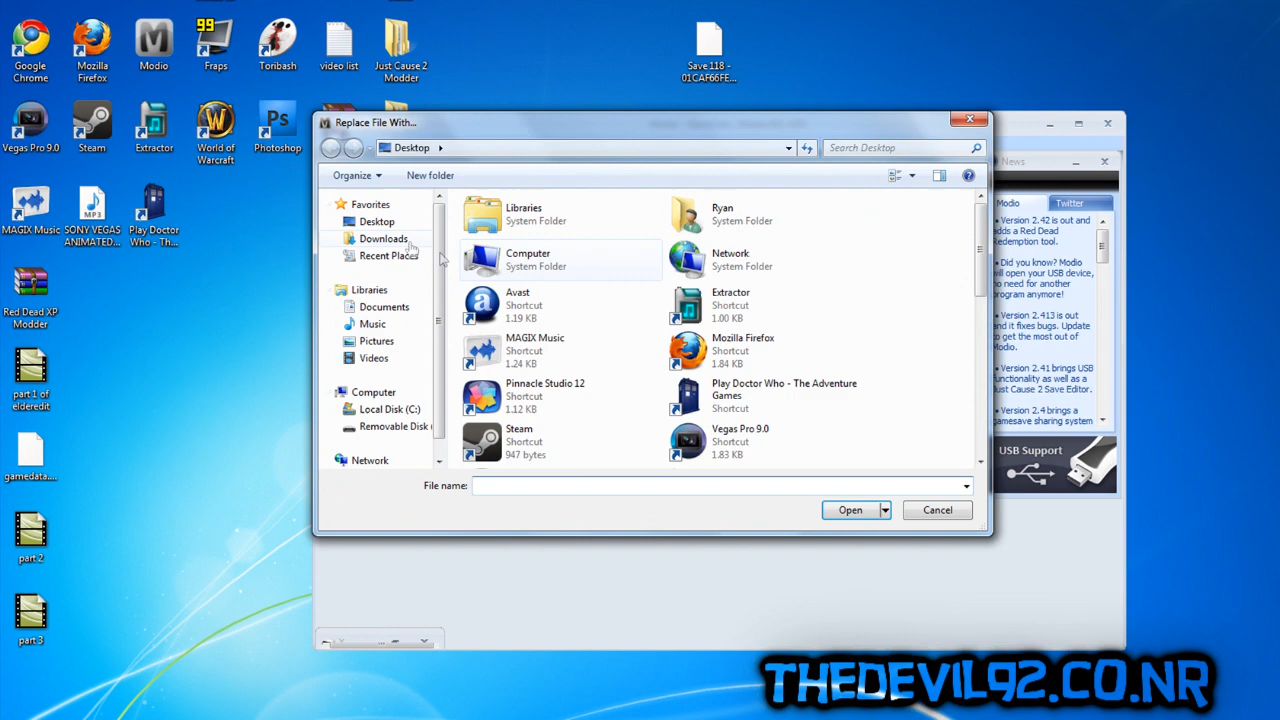 Google
Chrome
Mozilla
Firefox
Modio
99
Fraps
Toribash
video list
Just Cause 2
Modder
Save 118 -
01CAF66FE...
Vegas Pro 9.0
Steam
Extractor
World of
Warcraft
Ps
Photoshop
MAGIX Music
MP3
SONY VEGAS
ANIMATED...
Play Doctor
Who - Th...
Red Dead XP
Modder
part 1 of
elderedit
gamedata....
part 2
part 3
Replace File With...
Desktop
Search Desktop
Organize
New folder
Favorites
Desktop
Downloads
Recent Places
Libraries
Documents
Music
Pictures
Videos
Computer
Local Disk (C:)
Removable Disk
Network
Libraries
System Folder
Ryan
System Folder
Computer
System Folder
Network
System Folder
Avast
Shortcut
1.19 KB
Extractor
Shortcut
1.00 KB
MAGIX Music
Shortcut
1.24 KB
Mozilla Firefox
Shortcut
1.84 KB
Pinnacle Studio 12
Shortcut
1.12 KB
Play Doctor Who - The Adventure
Games
Shortcut
Steam
Shortcut
947 bytes
Vegas Pro 9.0
Shortcut
1.83 KB
File name:
Open
Cancel
News
Modio
Twitter
• Version 2.42 is out and
adds a Red Dead
Redemption tool.
• Did you know? Modio
will open your USB device,
no need for another
program anymore!
• Version 2.413 is out
and it fixes bugs. Update
to get the most out of
Modio.
• Version 2.41 brings USB
functionality as well as a
Just Cause 2 Save Editor.
• Version 2.4 brings a
gamesave sharing system
USB Support
THEDEVIL92.CO.NR